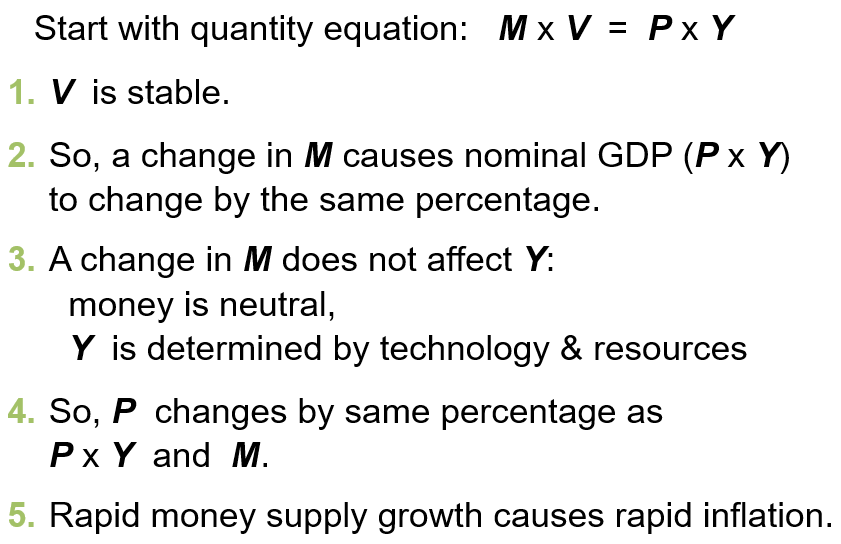 Start with quantity equation: M x V = P x Y
1. V is stable.
2. So, a change in M causes nominal GDP (P x Y)
to change by the same percentage.
3. A change in M does not affect Y:
money is neutral,
Y is determined by technology & resources
4. So, P changes by same percentage as
P x Y and M.
5. Rapid money supply growth causes rapid inflation.